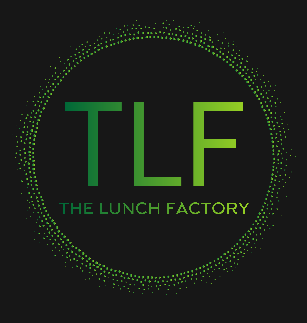 TLF
THE LUNCH FACTORY